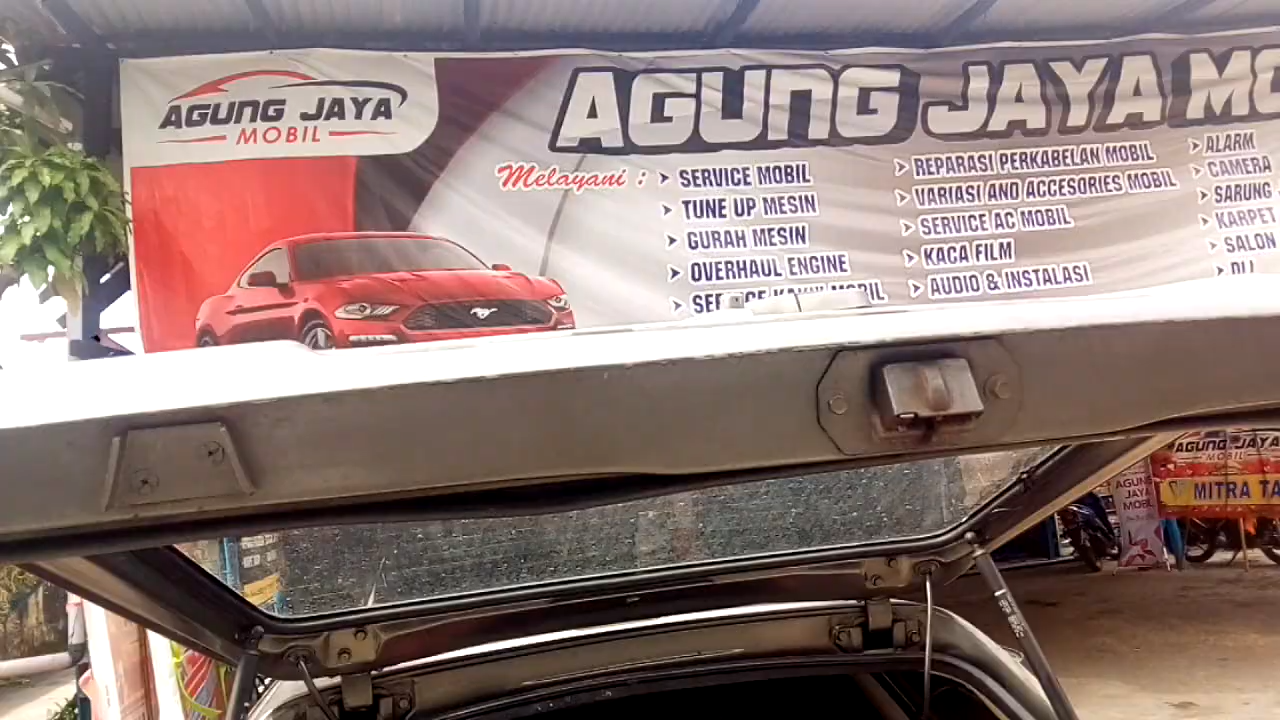 AGUNG JAYA
MOBIL
AGUNG JAYA MO
Melayani :
SERVICE MOBIL
TUNE UP MESIN
GURAH MESIN
OVERHAUL ENGINE
REPARASI PERKABELAN MOBIL
VARIASI AND ACCESORIES MOBIL
SERVICE AC MOBIL
KACA FILM
AUDIO & INSTALASI
ALARM
CAMERA
SARUNG
KARPET
SALON
AGUNG JAYA
MOBIL
MITRA TA
AGUNG
JAYA
MOBIL